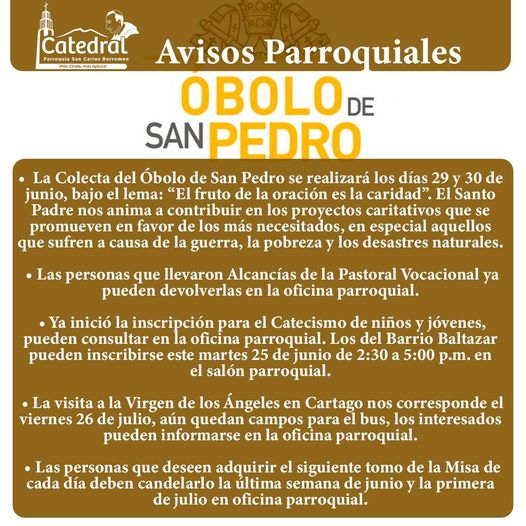 Catedral
Parroquia San Carlos Borromeo
¡Más Cristo, más Iglesia!
Avisos Parroquiales
ÓBOLO DE
SAN PEDRO
• La Colecta del Óbolo de San Pedro se realizará los días 29 y 30 de
junio, bajo el lema: “El fruto de la oración es la caridad”. El Santo
Padre nos anima a contribuir en los proyectos caritativos que se
promueven en favor de los más necesitados, en especial aquellos
que sufren a causa de la guerra, la pobreza y los desastres naturales.
• Las personas que llevaron Alcancías de la Pastoral Vocacional ya
pueden devolverlas en la oficina parroquial.
• Ya inició la inscripción para el Catecismo de niños y jóvenes,
pueden consultar en la oficina parroquial. Los del Barrio Baltazar
pueden inscribirse este martes 25 de junio de 2:30 a 5:00 p.m. en
el salón parroquial.
• La visita a la Virgen de los Ángeles en Cartago nos corresponde el
viernes 26 de julio, aún quedan campos para el bus, los interesados
pueden informarse en la oficina parroquial.
• Las personas que deseen adquirir el siguiente tomo de la Misa de
cada día deben candelarlo la última semana de junio y la primera
de julio en oficina parroquial.